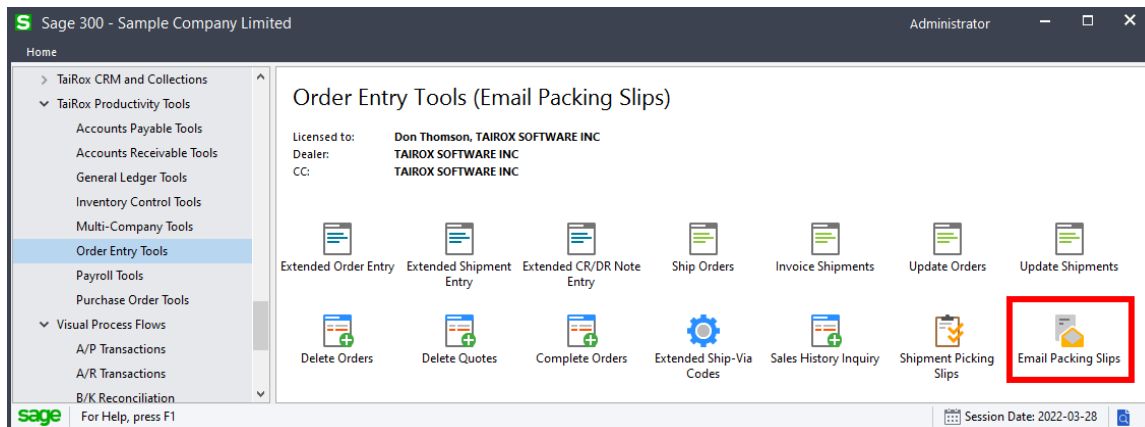 S Sage 300 - Sample Company Limited
Administrator
Home
TaiRox CRM and Collections
TaiRox Productivity Tools
Accounts Payable Tools
Accounts Receivable Tools
General Ledger Tools
Inventory Control Tools
Multi-Company Tools
Order Entry Tools
Payroll Tools
Purchase Order Tools
Visual Process Flows
A/P Transactions
A/R Transactions
B/K Reconciliation
Order Entry Tools (Email Packing Slips)
Licensed to: Don Thomson, TAIROX SOFTWARE INC
Dealer: TAIROX SOFTWARE INC
CC: TAIROX SOFTWARE INC
Extended Order Entry
Extended Shipment
Entry
Extended CR/DR Note
Entry
Ship Orders
Invoice Shipments
Update Orders
Update Shipments
Delete Orders
Delete Quotes
Complete Orders
Extended Ship-Via
Codes
Sales History Inquiry
Shipment Picking
Slips
Email Packing Slips
sage For Help, press F1
Session Date: 2022-03-28